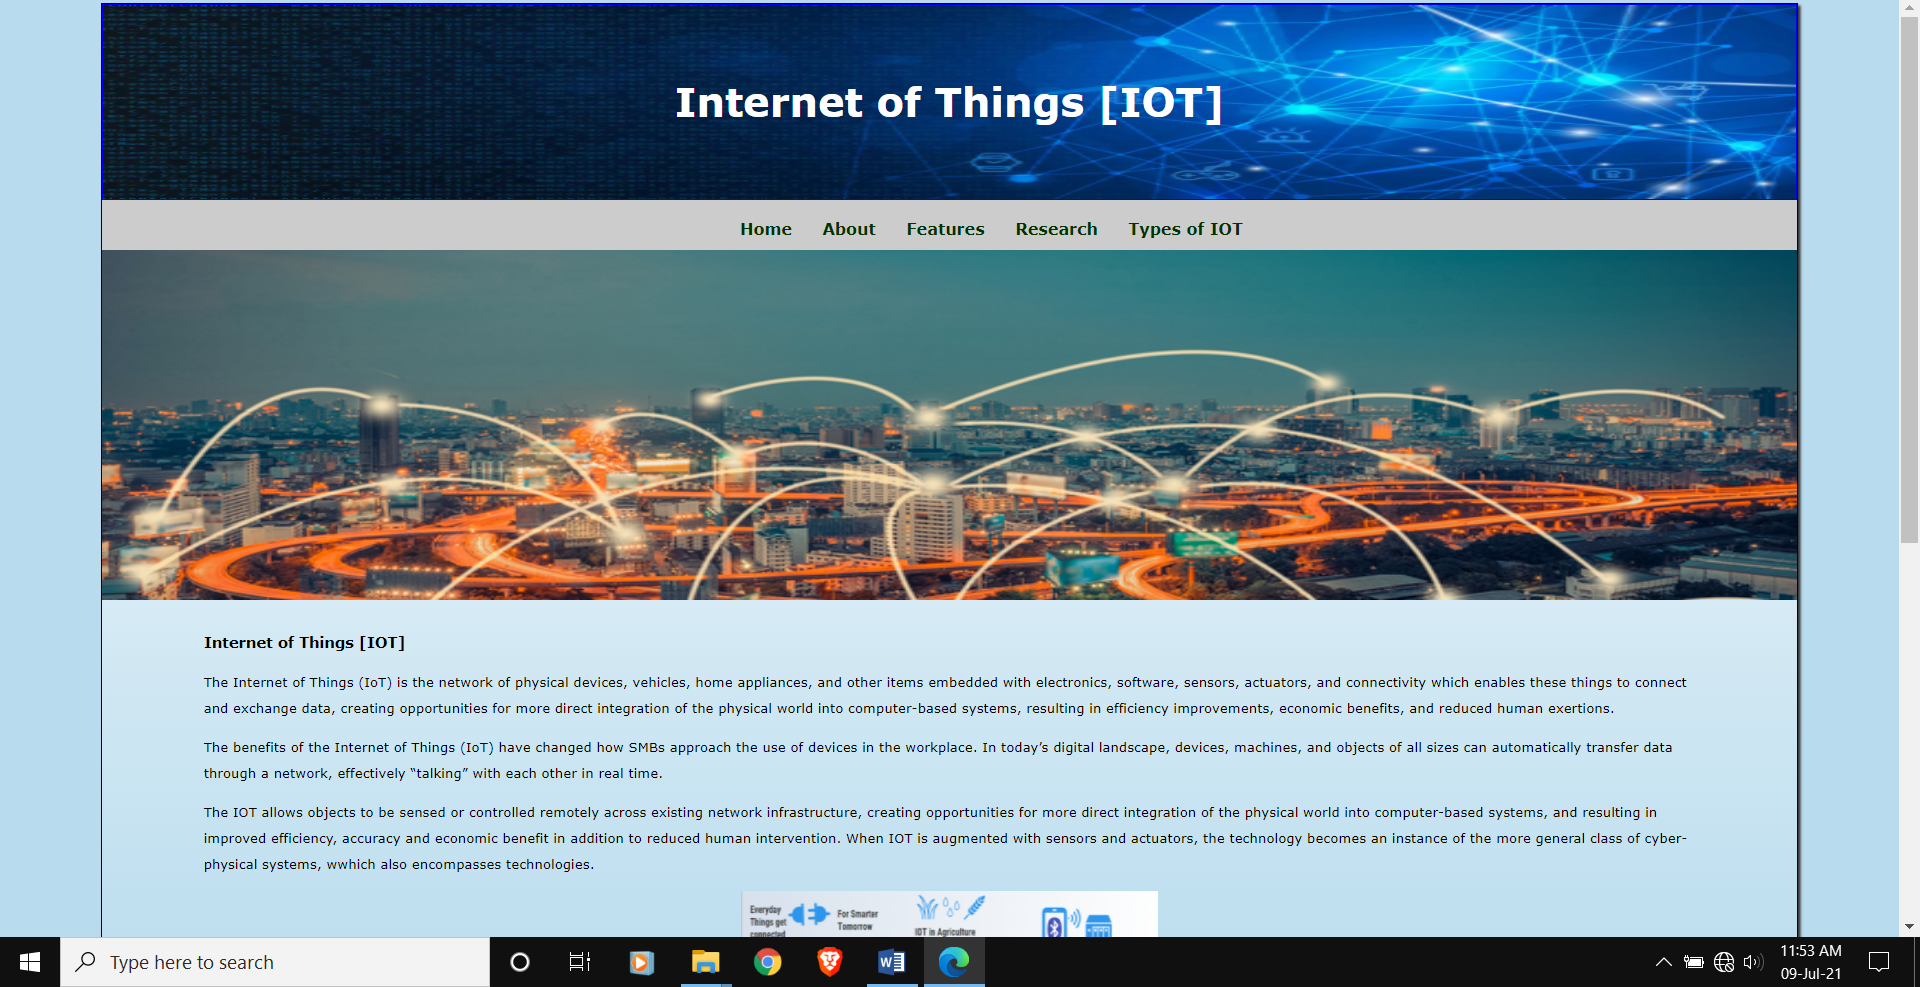 Internet of Things [IOT]
Home About Features Research Types of IOT
Internet of Things [IOT]
The Internet of Things (IoT) is the network of physical devices, vehicles, home appliances, and other items embedded with electronics, software, sensors, actuators, and connectivity which enables these things to connect
and exchange data, creating opportunities for more direct integration of the physical world into computer-based systems, resulting in efficiency improvements, economic benefits, and reduced human exertions.
The benefits of the Internet of Things (IoT) have changed how SMBs approach the use of devices in the workplace. In today’s digital landscape, devices, machines, and objects of all sizes can automatically transfer data
through a network, effectively “talking” with each other in real time.
The IOT allows objects to be sensed or controlled remotely across existing network infrastructure, creating opportunities for more direct integration of the physical world into computer-based systems, and resulting in
improved efficiency, accuracy and economic benefit in addition to reduced human intervention. When IOT is augmented with sensors and actuators, the technology becomes an instance of the more general class of cyber-
physical systems, wwhich also encompasses technologies.
Everyday
Things get
connected
For Smarter
Tomorrow
IOT in Agriculture
Type here to search
11:53 AM
09-Jul-21